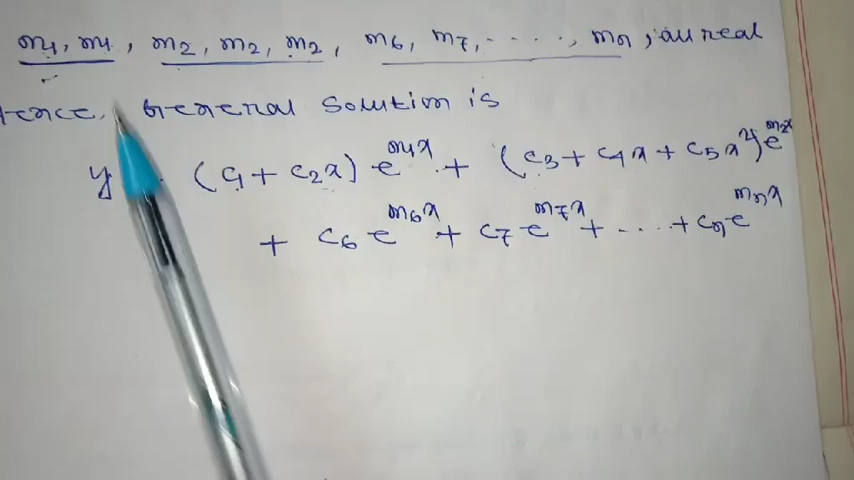 m₁, m₁, m₂, m₂, m₂, m₆, m₇, ....., mₙ, all real
Hence, General Solution is
y (c₁ + c₂x) e^{m₁x} + (c₃ + c₄x + c₅x²) e^{m₂x}
+ c₆ e^{m₆x} + c₇ e^{m₇x} + .... + cₙ e^{mₙx}